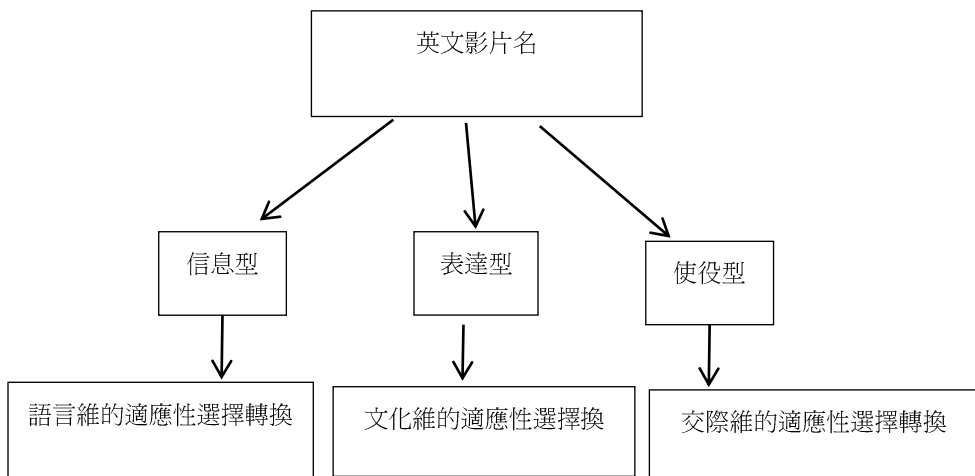 英文影片名
信息型
表達型
使役型
語言維的適應性選擇轉換
文化維的適應性選擇換
交際維的適應性選擇轉換